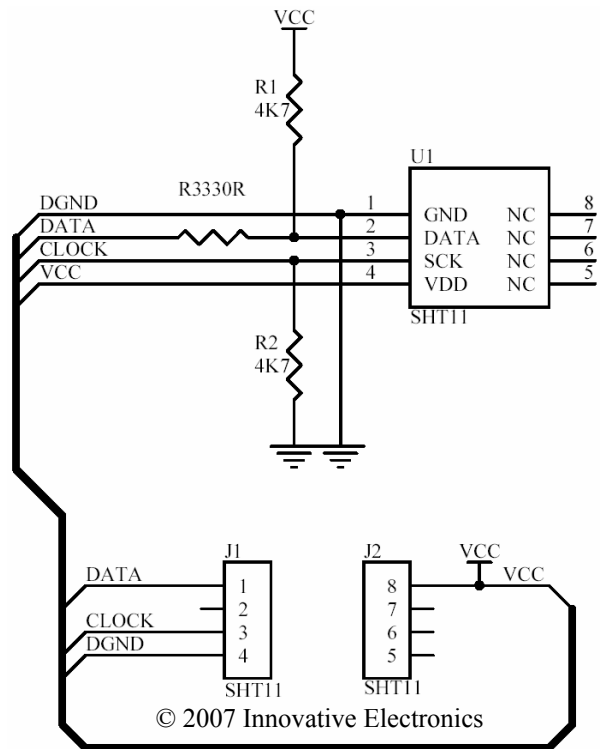 VCC
R1
4K7
U1
R3330R
DGND 1 GND NC 8
DATA 2 DATA NC 7
CLOCK 3 SCK NC 6
VCC 4 VDD NC 5
SHT11
R2
4K7
J1 J2 VCC
DATA 1 8 VCC
2 7
CLOCK 3 6
DGND 4 5
SHT11 SHT11
© 2007 Innovative Electronics